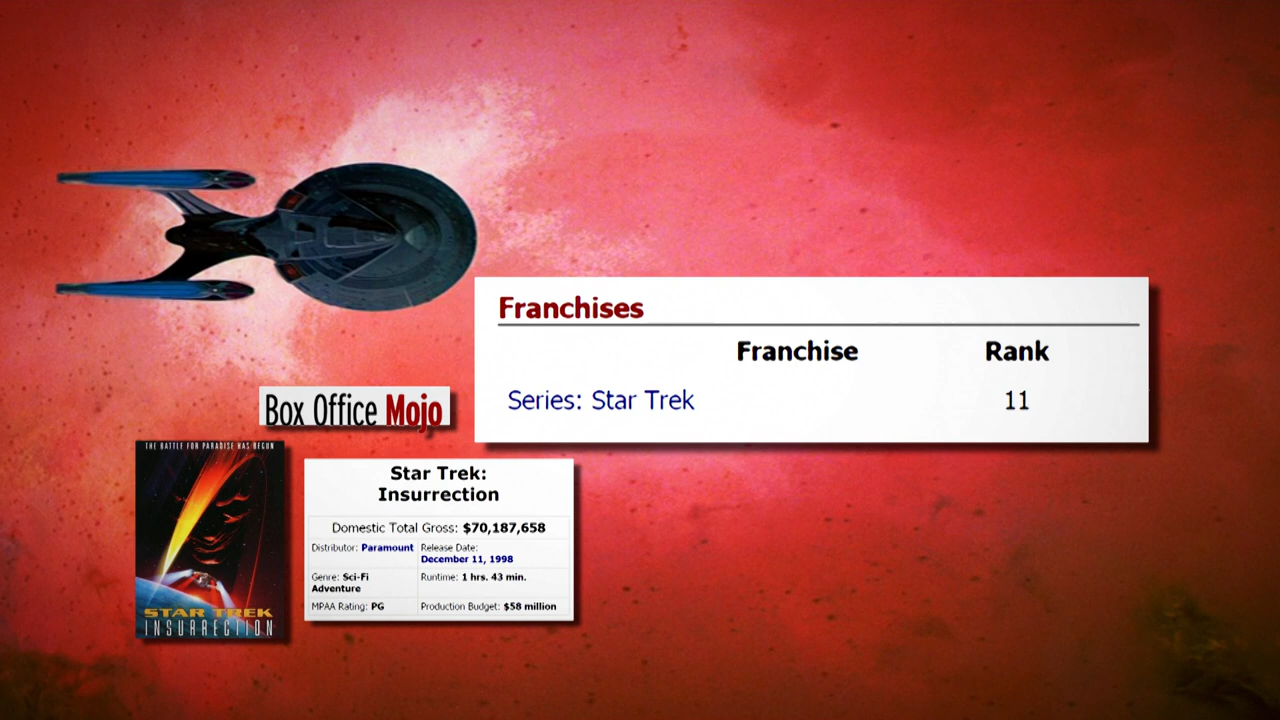 Franchises
Franchise Rank
Series: Star Trek 11
Box Office Mojo
THE BATTLE FOR PARADISE HAS BEGUN
STAR TREK
INSURRECTION
Star Trek:
Insurrection
Domestic Total Gross: $70,187,658
Distributor: Paramount Release Date:
December 11, 1998
Genre: Sci-Fi Runtime: 1 hrs. 43 min.
Adventure
MPAA Rating: PG Production Budget: $58 million